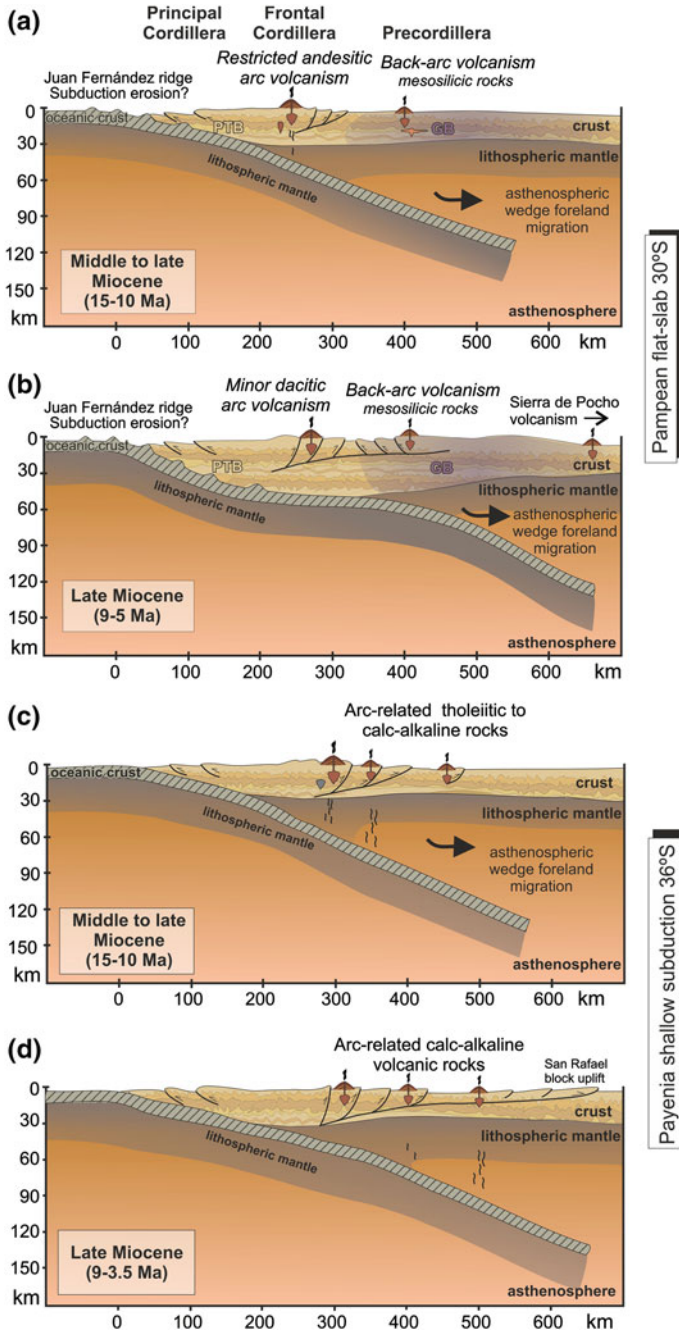 (a)
Principal
Cordillera
Frontal
Cordillera
Precordillera
Restricted andesitic
arc volcanism
Back-arc volcanism
mesosilicic rocks
Juan Fernández ridge
Subduction erosion?
0
30
60
90
120
150
km
oceanic crust
PTB
GB
crust
lithospheric mantle
lithospheric mantle
asthenospheric
wedge foreland
migration
Middle to late
Miocene
(15-10 Ma)
asthenosphere
0 100 200 300 400 500 600 km
(b)
Minor dacitic
arc volcanism
Back-arc volcanism
mesosilicic rocks
Sierra de Pocho
volcanism
Juan Fernández ridge
Subduction erosion?
0
30
60
90
120
150
km
oceanic crust
PTB
GB
crust
lithospheric mantle
lithospheric mantle
asthenospheric
wedge foreland
migration
Late Miocene
(9-5 Ma)
asthenosphere
0 100 200 300 400 500 600 km
Pampean flat-slab 30ºS
(c)
Arc-related tholeiitic to
calc-alkaline rocks
0
30
60
90
120
150
km
oceanic crust
crust
lithospheric mantle
lithospheric mantle
asthenospheric
wedge foreland
migration
Middle to late
Miocene
(15-10 Ma)
asthenosphere
0 100 200 300 400 500 600 km
(d)
Arc-related calc-alkaline
volcanic rocks
San Rafael
block uplift
0
30
60
90
120
150
km
crust
lithospheric mantle
lithospheric mantle
Late Miocene
(9-3.5 Ma)
asthenosphere
0 100 200 300 400 500 600 km
Payenia shallow subduction 36ºS